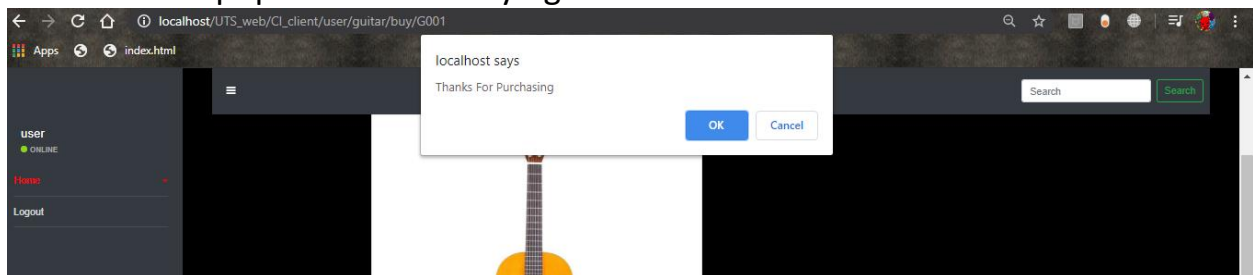 localhost/UTS_web/CI_client/user/guitar/buy/G001
Apps index.html
localhost says
Thanks For Purchasing
OK Cancel
Search Search
user
ONLINE
Home
Logout